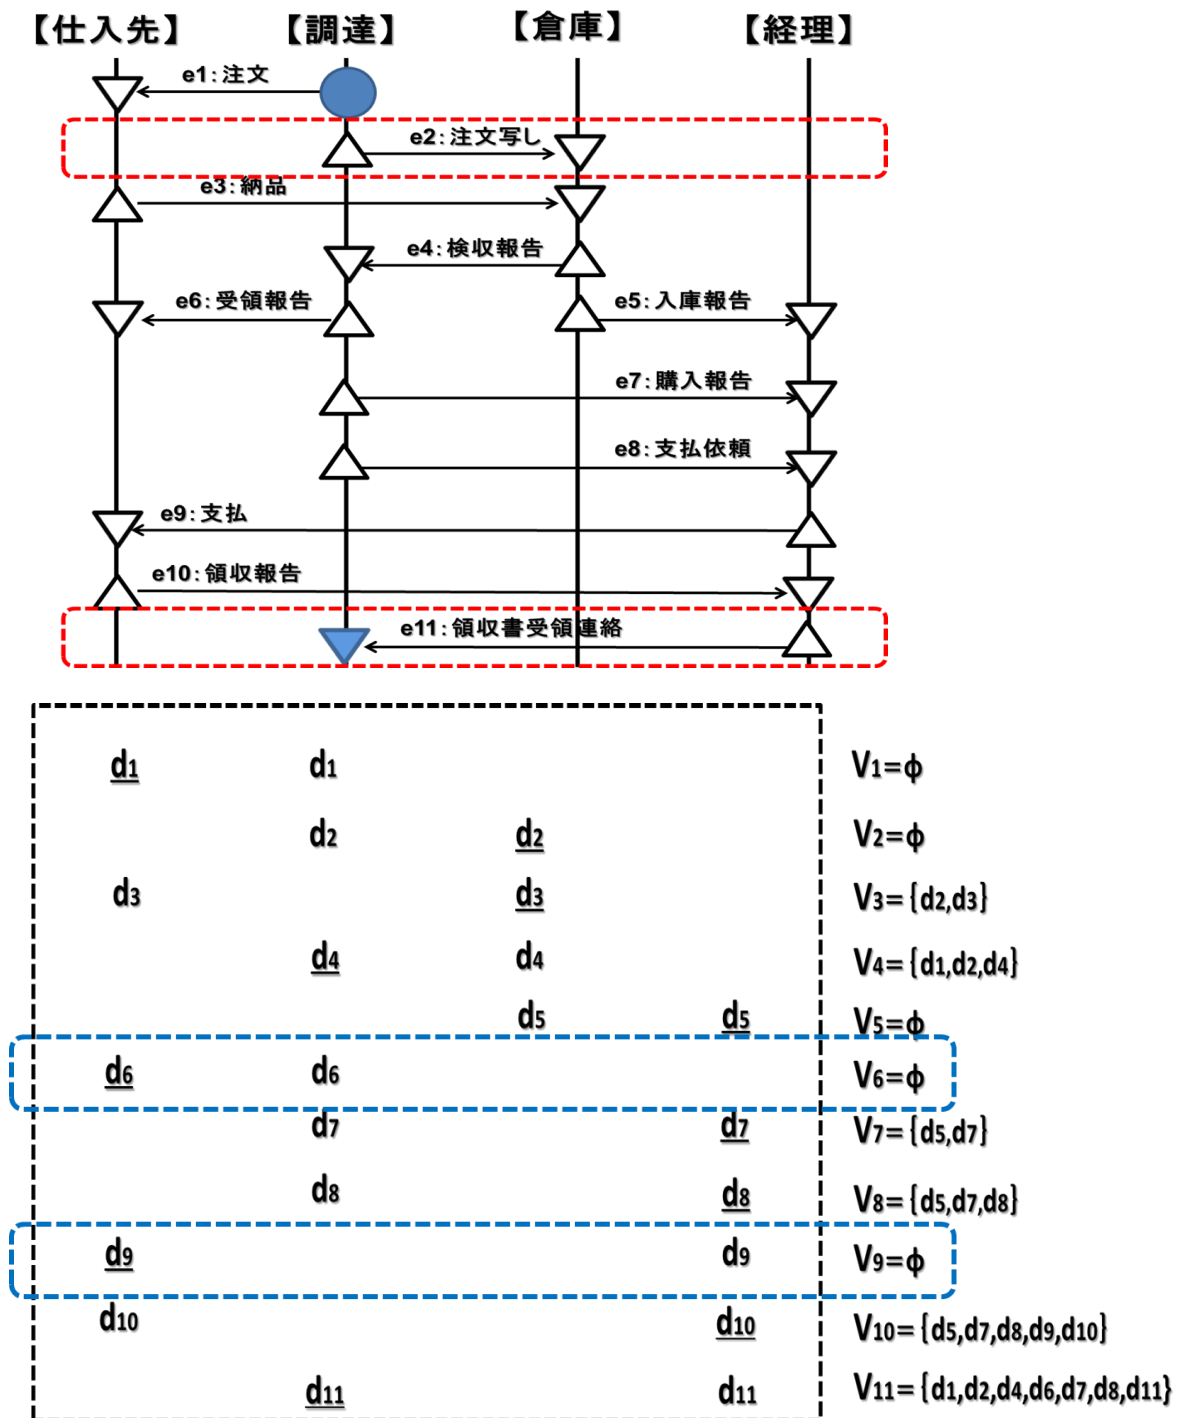 【仕入先】 【調達】 【倉庫】 【経理】
e1:注文
e2:注文写し
e3:納品
e4:検収報告
e6:受領報告 e5:入庫報告
e7:購入報告
e8:支払依頼
e9:支払
e10:領収報告
e11:領収書受領連絡
d1 d1 V1=ϕ
d2 d2 V2=ϕ
d3 d3 V3={d2,d3}
d4 d4 V4={d1,d2,d4}
d5 d5 V5=ϕ
d6 d6 V6=ϕ
d7 d7 V7={d5,d7}
d8 d8 V8={d5,d7,d8}
d9 d9 V9=ϕ
d10 d10 V10={d5,d7,d8,d9,d10}
d11 d11 V11={d1,d2,d4,d6,d7,d8,d11}